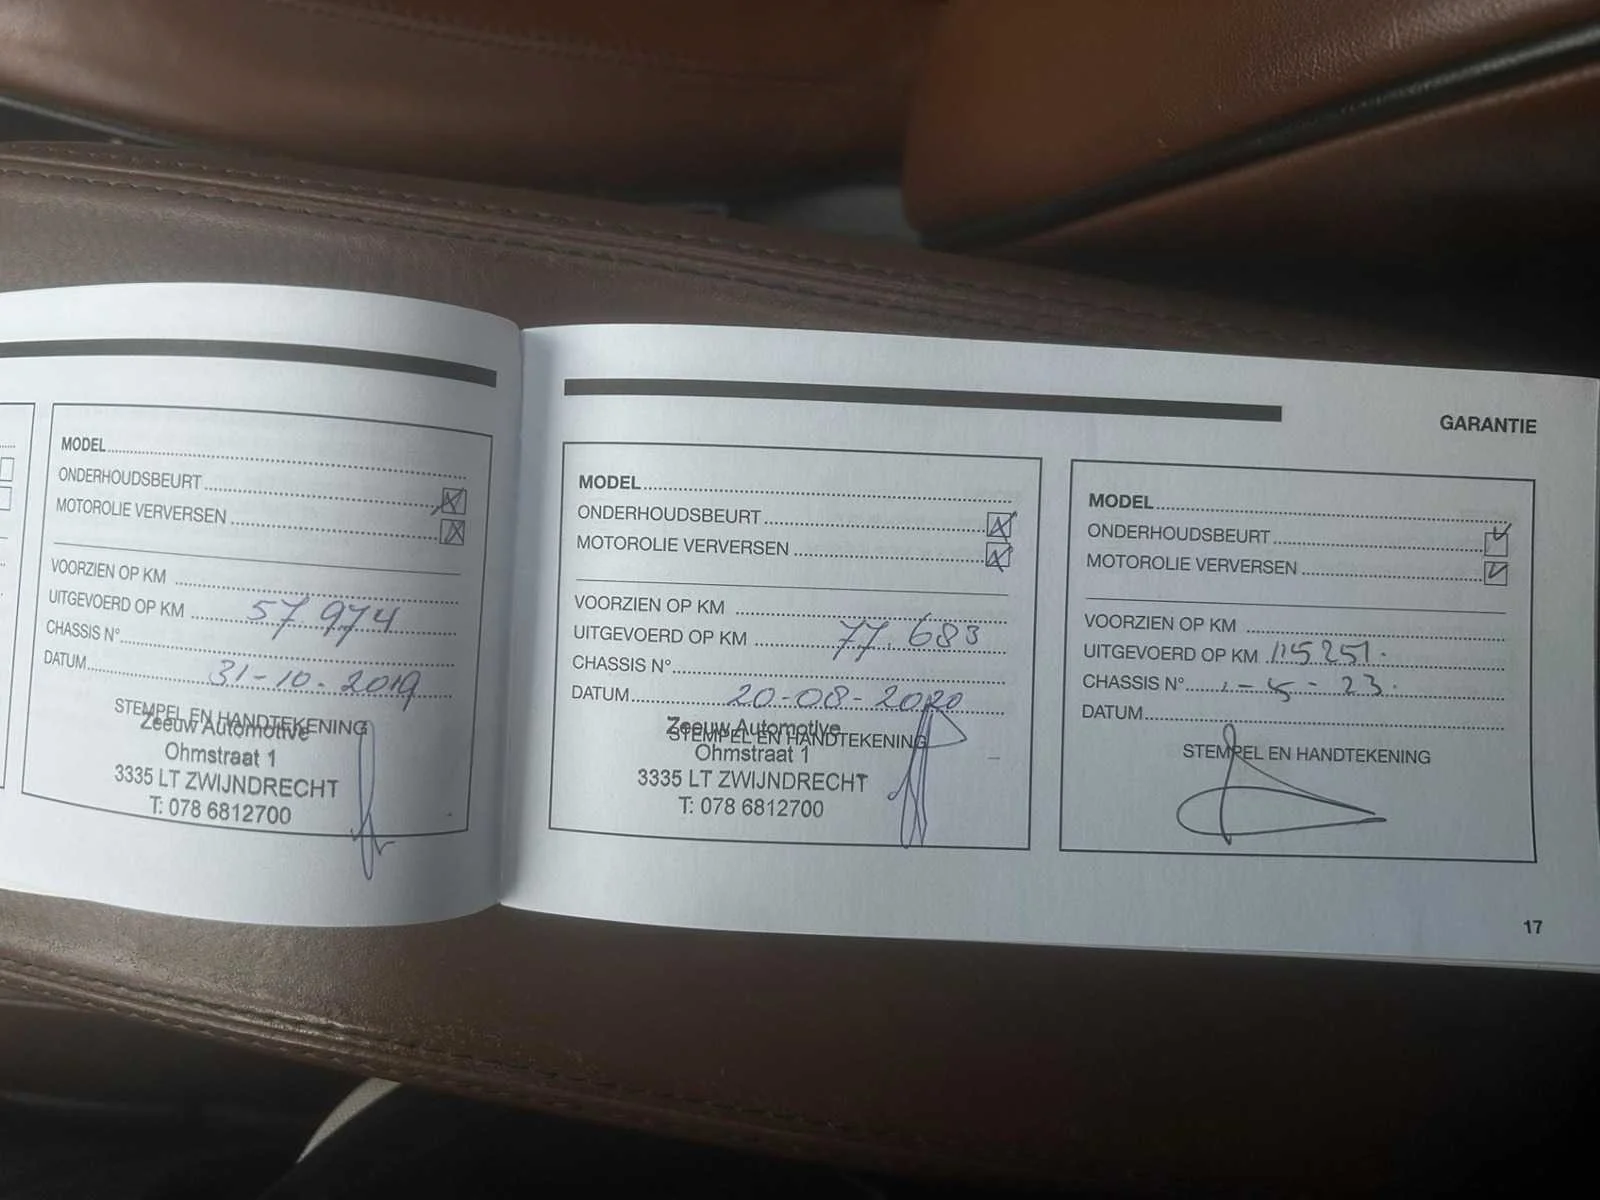 MODEL
ONDERHOUDSBEURT
MOTOROLIE VERVERSEN
VOORZIEN OP KM
UITGEVOERD OP KM 57.974
CHASSIS N°
DATUM 31-10-2019
STEMPEL EN HANDTEKENING
Zeeuw Automotive
Ohmstraat 1
3335 LT ZWIJNDRECHT
T: 078 6812700
GARANTIE
MODEL
ONDERHOUDSBEURT
MOTOROLIE VERVERSEN
VOORZIEN OP KM
UITGEVOERD OP KM 77.683
CHASSIS N°
DATUM 20-08-2020
STEMPEL EN HANDTEKENING
Zeeuw Automotive
Ohmstraat 1
3335 LT ZWIJNDRECHT
T: 078 6812700
MODEL
ONDERHOUDSBEURT
MOTOROLIE VERVERSEN
VOORZIEN OP KM
UITGEVOERD OP KM 115251.
CHASSIS N° 1-5-23.
DATUM
STEMPEL EN HANDTEKENING
17